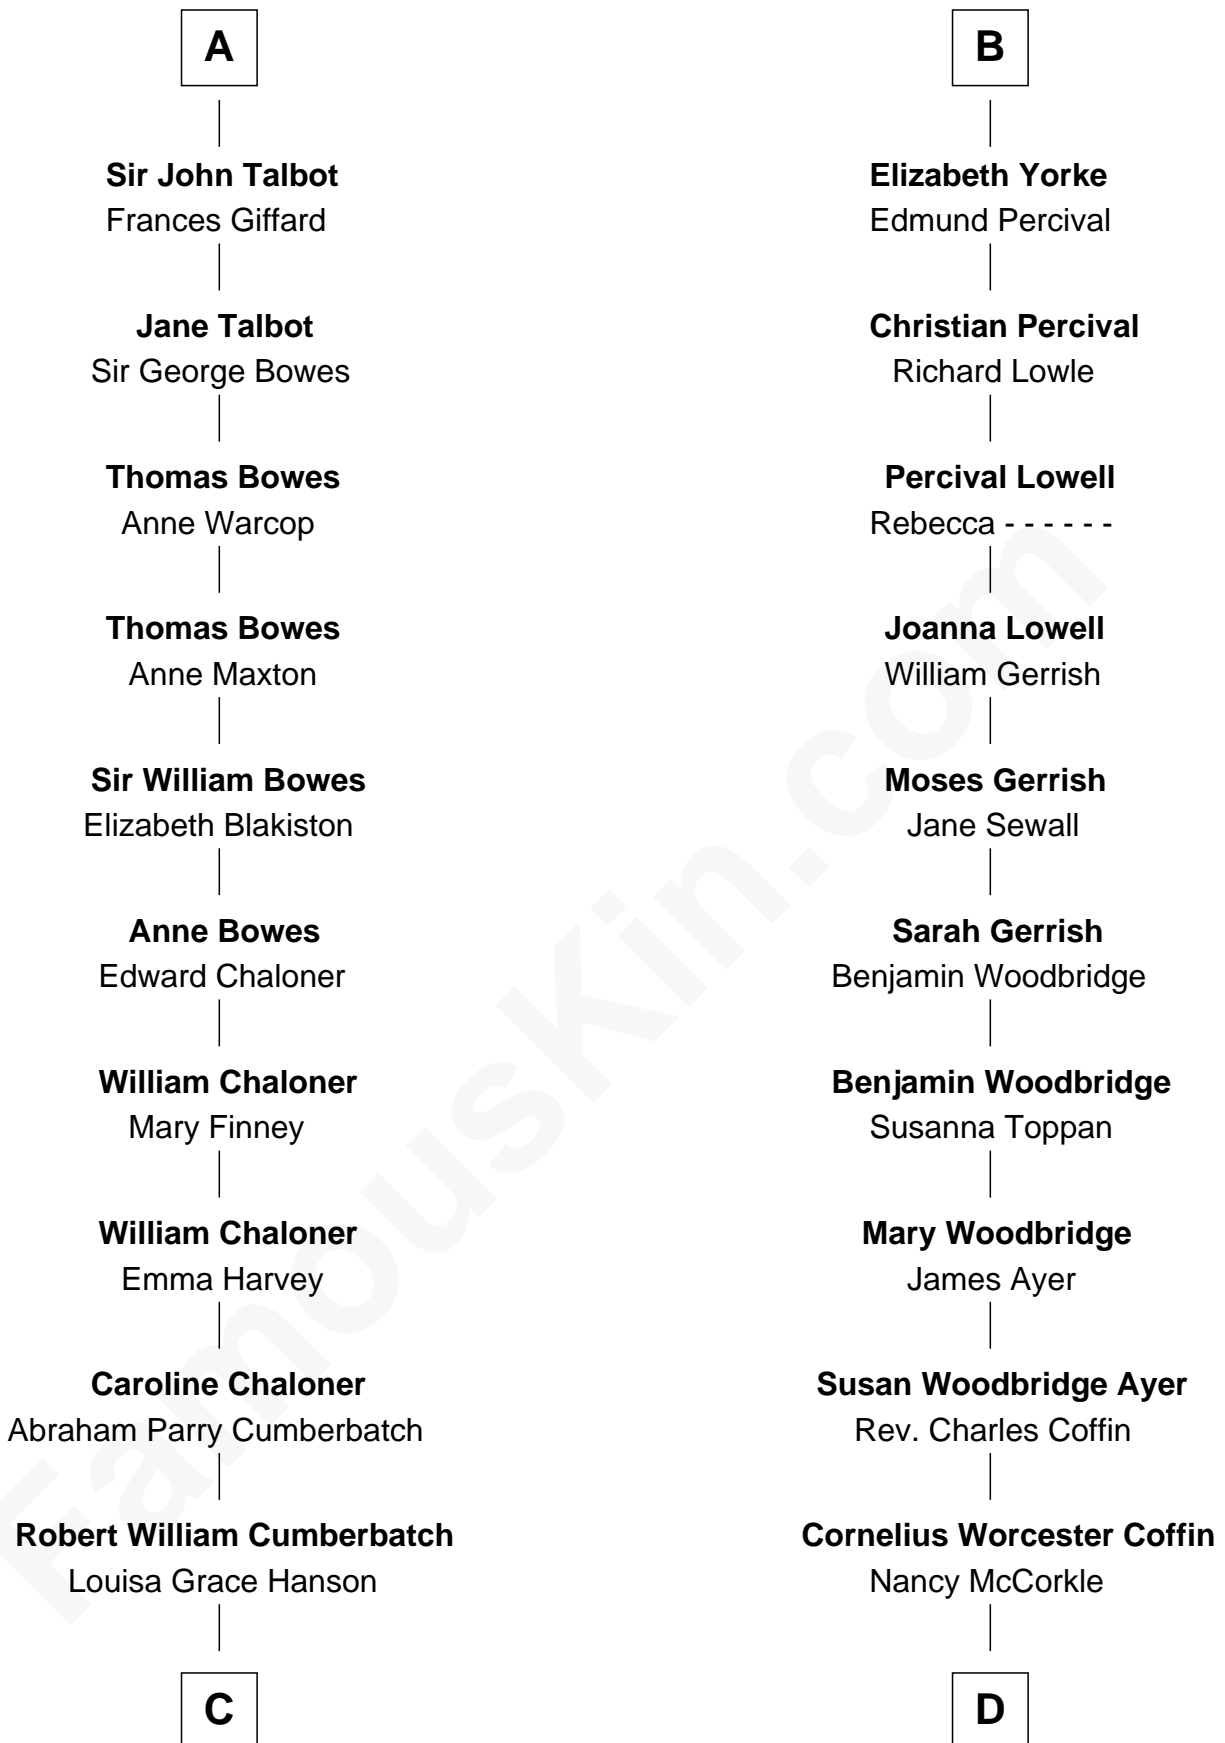 A
Sir John Talbot
Frances Giffard
Jane Talbot
Sir George Bowes
Thomas Bowes
Anne Warcop
Thomas Bowes
Anne Maxton
Sir William Bowes
Elizabeth Blakiston
Anne Bowes
Edward Chaloner
William Chaloner
Mary Finney
William Chaloner
Emma Harvey
Caroline Chaloner
Abraham Parry Cumberbatch
Robert William Cumberbatch
Louisa Grace Hanson
C
B
Elizabeth Yorke
Edmund Percival
Christian Percival
Richard Lowle
Percival Lowell
Rebecca - - - - - -
Joanna Lowell
William Gerrish
Moses Gerrish
Jane Sewall
Sarah Gerrish
Benjamin Woodbridge
Benjamin Woodbridge
Susanna Toppan
Mary Woodbridge
James Ayer
Susan Woodbridge Ayer
Rev. Charles Coffin
Cornelius Worcester Coffin
Nancy McCorkle
D
FamousKin.com